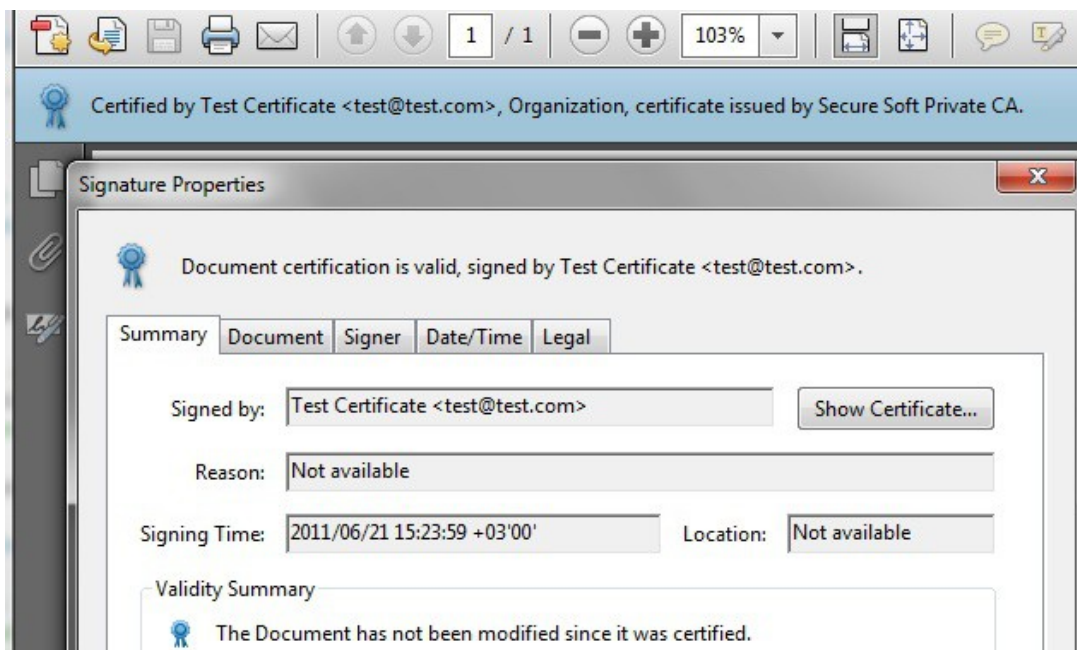 1 / 1 103%
Certified by Test Certificate <test@test.com>, Organization, certificate issued by Secure Soft Private CA.
Signature Properties
Document certification is valid, signed by Test Certificate <test@test.com>.
Summary Document Signer Date/Time Legal
Signed by: Test Certificate <test@test.com> Show Certificate...
Reason: Not available
Signing Time: 2011/06/21 15:23:59 +03'00' Location: Not available
Validity Summary
The Document has not been modified since it was certified.